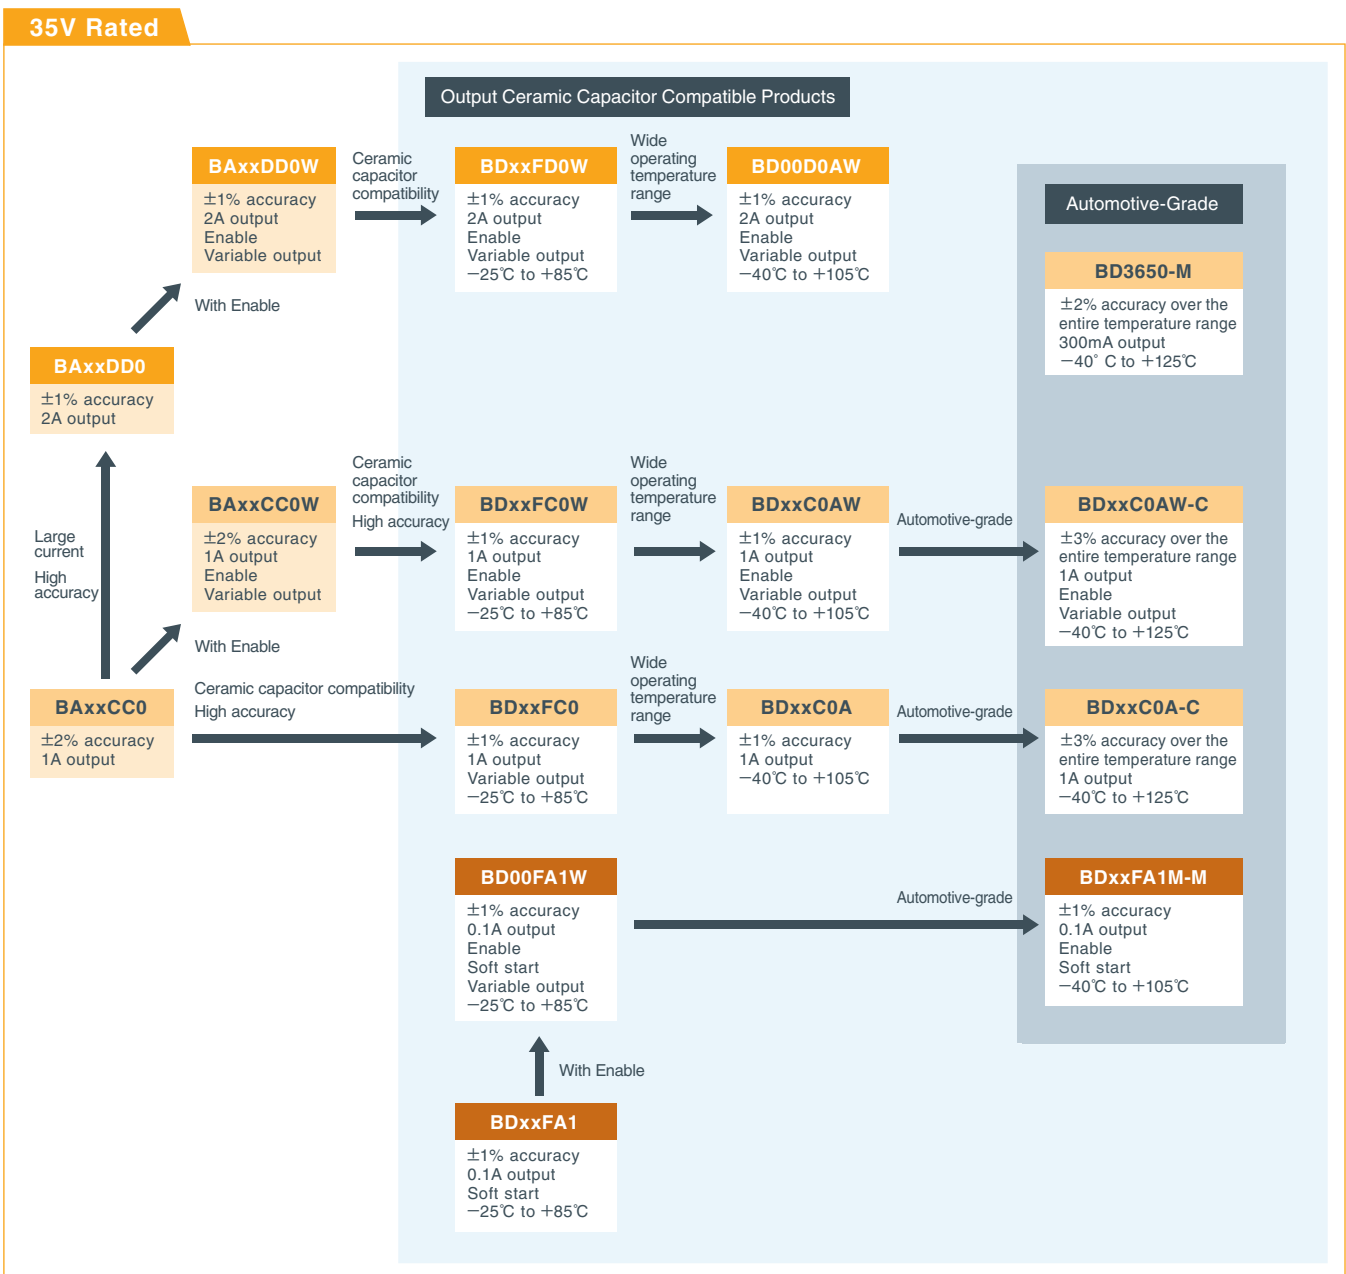 35V Rated
Output Ceramic Capacitor Compatible Products
BAxxDD0W
±1% accuracy
2A output
Enable
Variable output
Ceramic
capacitor
compatibility
BDxxFD0W
±1% accuracy
2A output
Enable
Variable output
−25℃ to +85℃
Wide
operating
temperature
range
BD00D0AW
±1% accuracy
2A output
Enable
Variable output
−40℃ to +105℃
Automotive-Grade
BD3650-M
±2% accuracy over the
entire temperature range
300mA output
−40° C to +125℃
With Enable
BAxxDD0
±1% accuracy
2A output
Large
current
High
accuracy
BAxxCC0W
±2% accuracy
1A output
Enable
Variable output
Ceramic
capacitor
compatibility
High accuracy
BDxxFC0W
±1% accuracy
1A output
Enable
Variable output
−25℃ to +85℃
Wide
operating
temperature
range
BDxxC0AW
±1% accuracy
1A output
Enable
Variable output
−40℃ to +105℃
Automotive-grade
BDxxC0AW-C
±3% accuracy over the
entire temperature range
1A output
Enable
Variable output
−40℃ to +125℃
With Enable
BAxxCC0
±2% accuracy
1A output
Ceramic capacitor compatibility
High accuracy
BDxxFC0
±1% accuracy
1A output
Variable output
−25℃ to +85℃
Wide
operating
temperature
range
BDxxC0A
±1% accuracy
1A output
−40℃ to +105℃
Automotive-grade
BDxxC0A-C
±3% accuracy over the
entire temperature range
1A output
−40℃ to +125℃
BD00FA1W
±1% accuracy
0.1A output
Enable
Soft start
Variable output
−25℃ to +85℃
Automotive-grade
BDxxFA1M-M
±1% accuracy
0.1A output
Enable
Soft start
−40℃ to +105℃
With Enable
BDxxFA1
±1% accuracy
0.1A output
Soft start
−25℃ to +85℃